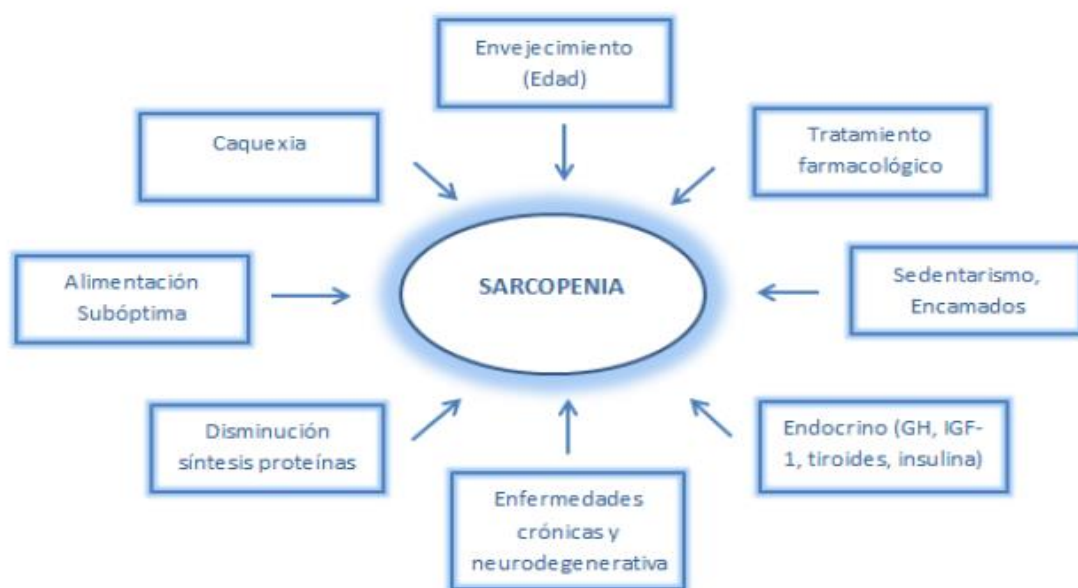 Envejecimiento
(Edad)
Caquexia
Tratamiento
farmacológico
Alimentación
Subóptima
SARCOPENIA
Sedentarismo,
Encamados
Disminución
síntesis proteínas
Endocrino (GH, IGF-
1, tiroides, insulina)
Enfermedades
crónicas y
neurodegenerativa